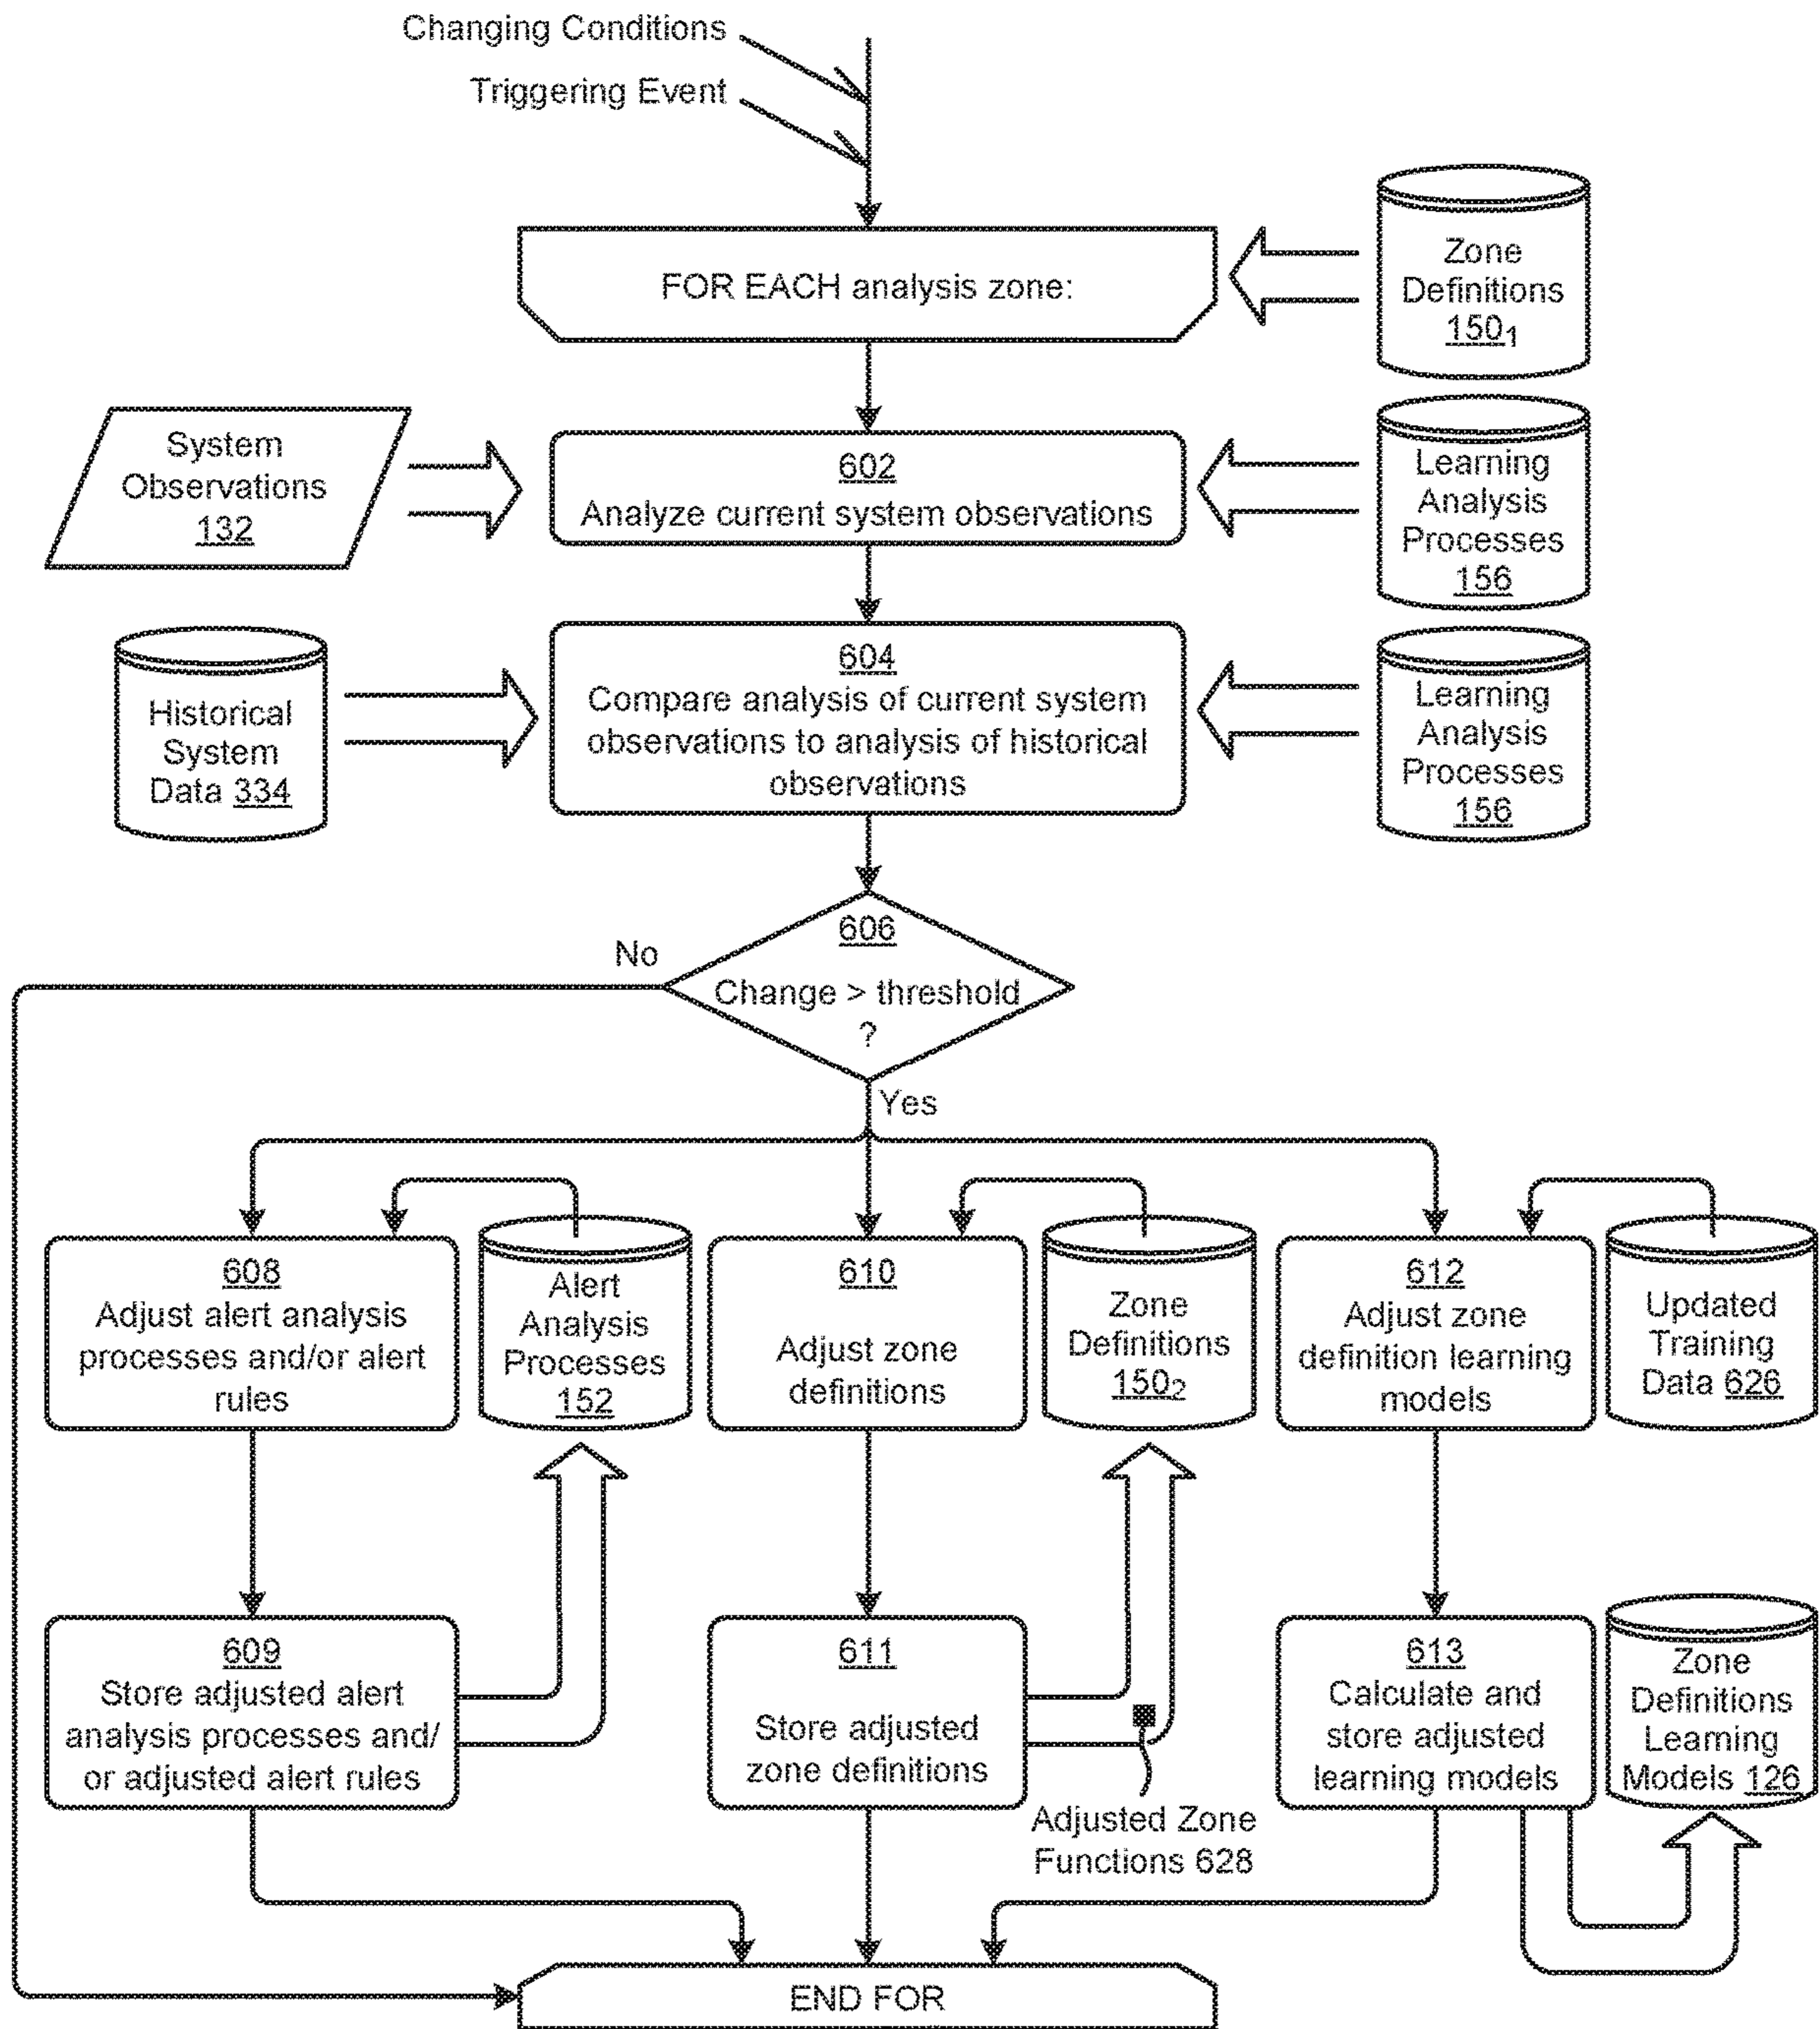 Changing Conditions
Triggering Event
FOR EACH analysis zone:
Zone
Definitions
150₁
System
Observations
132
602
Analyze current system observations
Learning
Analysis
Processes
156
Historical
System
Data 334
604
Compare analysis of current system
observations to analysis of historical
observations
Learning
Analysis
Processes
156
606
Change > threshold
?
No
Yes
608
Adjust alert analysis
processes and/or alert
rules
Alert
Analysis
Processes
152
610
Adjust zone
definitions
Zone
Definitions
150₂
612
Adjust zone
definition learning
models
Updated
Training
Data 626
609
Store adjusted alert
analysis processes and/
or adjusted alert rules
611
Store adjusted
zone definitions
Adjusted Zone
Functions 628
613
Calculate and
store adjusted
learning models
Zone
Definitions
Learning
Models 126
END FOR